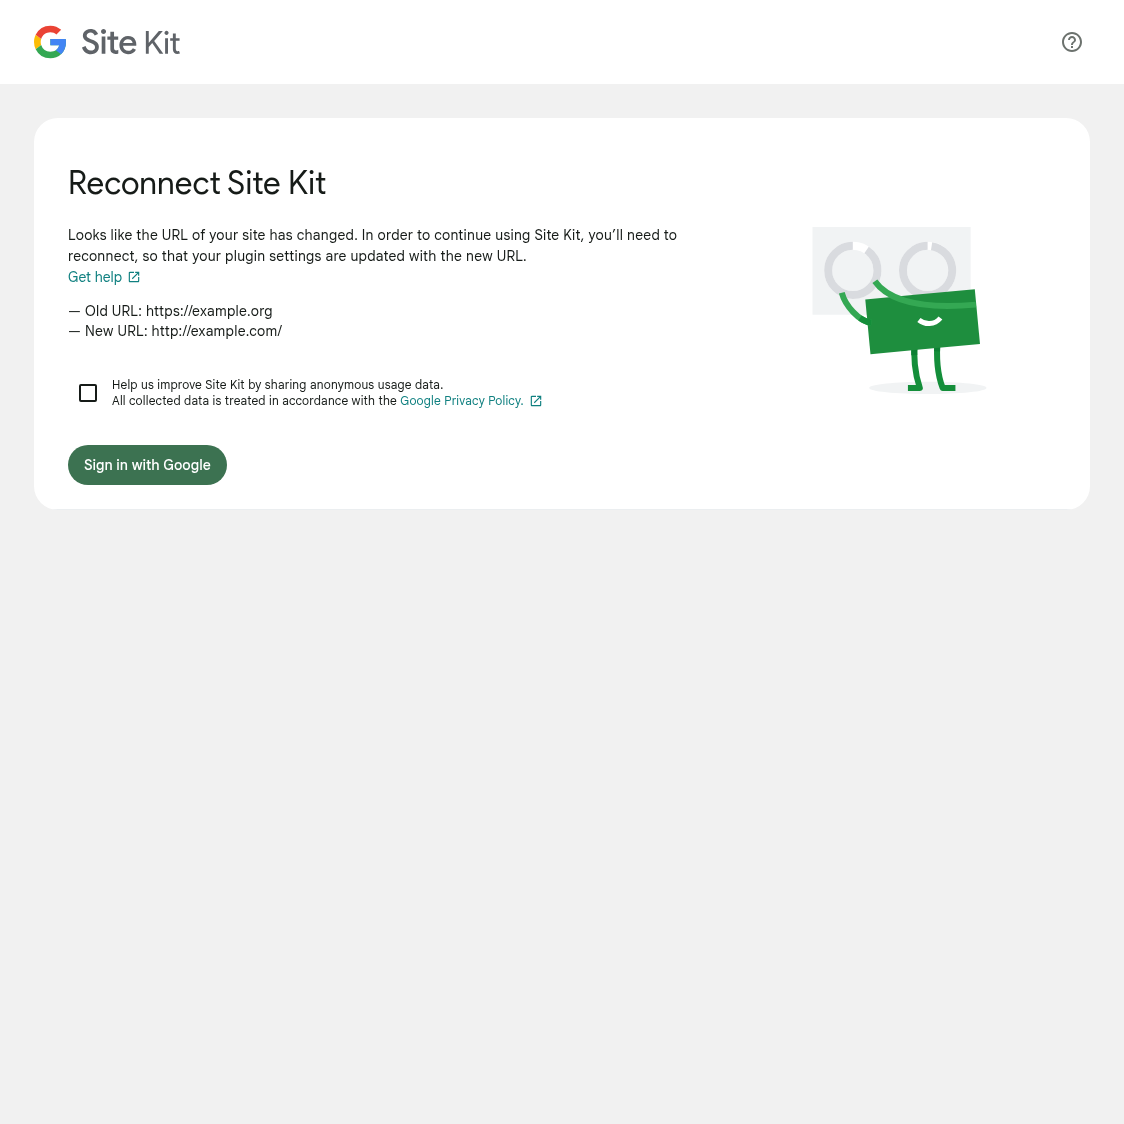 Site Kit
Reconnect Site Kit
Looks like the URL of your site has changed. In order to continue using Site Kit, you’ll need to
reconnect, so that your plugin settings are updated with the new URL.
Get help
— Old URL: https://example.org
— New URL: http://example.com/
Help us improve Site Kit by sharing anonymous usage data.
All collected data is treated in accordance with the Google Privacy Policy.
Sign in with Google